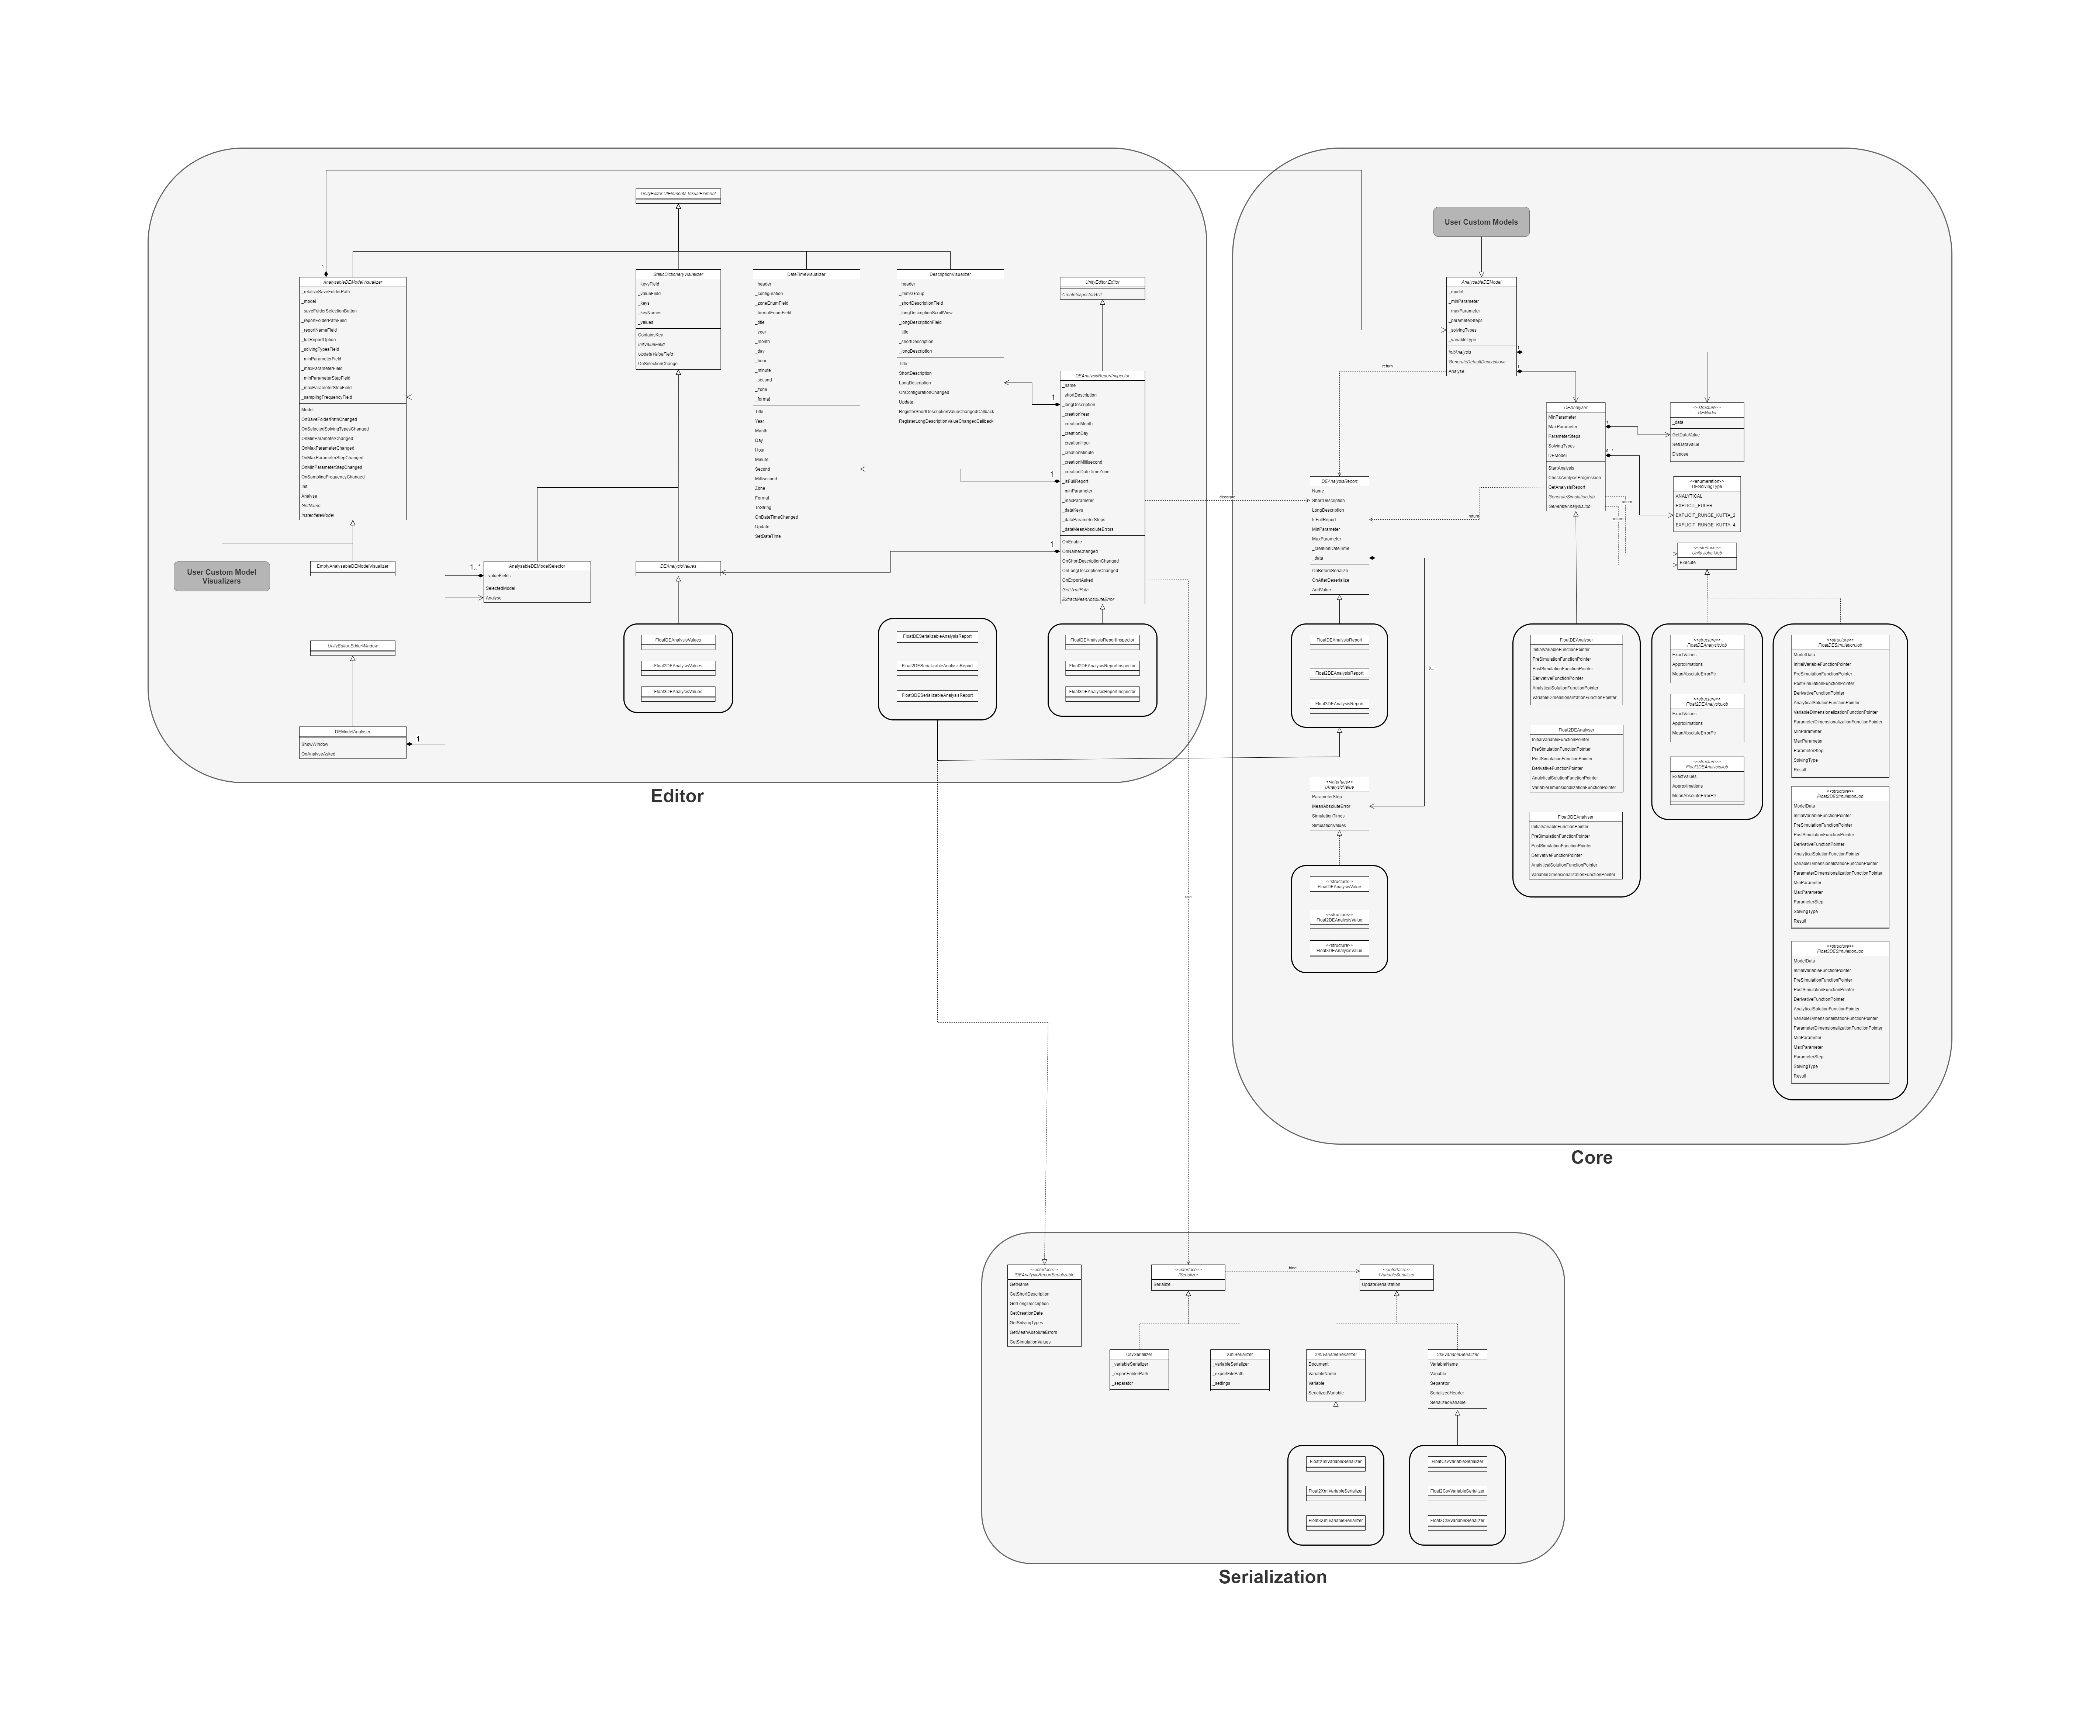 UnityEditor.UIElements.VisualElement
1
AnalysableDEModelVisualizer
_relativeSaveFolderPath
_model
_saveFolderSelectionButton
_reportFolderPathField
_reportNameField
_fullReportOption
_solvingTypesField
_minParameterField
_maxParameterField
_minParameterStepField
_maxParameterStepField
_samplingFrequencyField
Model
OnSaveFolderPathChanged
OnSelectedSolvingTypesChanged
OnMinParameterChanged
OnMaxParameterChanged
OnMaxParameterStepChanged
OnMinParameterStepChanged
OnSamplingFrequencyChanged
Init
Analyse
GetName
InstantiateModel
StaticDictionaryVisualizer
_keysField
_valueField
_keys
_keyNames
_values
ContainsKey
InitValueField
UpdateValueField
OnSelectionChange
DateTimeVisualizer
_header
_configuration
_zoneEnumField
_formatEnumField
_title
_year
_month
_day
_hour
_minute
_second
_zone
_format
Title
Year
Month
Day
Hour
Minute
Second
Millisecond
Zone
Format
ToString
OnDateTimeChanged
Update
SetDateTime
DescriptionVisualizer
_header
_itemsGroup
_shortDescriptionField
_longDescriptionScrollView
_longDescriptionField
_title
_shortDescription
_longDescription
Title
ShortDescription
LongDescription
OnConfigurationChanged
Update
RegisterShortDescriptionValueChangedCallback
RegisterLongDescriptionValueChangedCallback
UnityEditor.Editor
CreateInspectorGUI
DEAnalysisReportInspector
_name
_shortDescription
_longDescription
_creationYear
_creationMonth
_creationDay
_creationHour
_creationMinute
_creationMillisecond
_creationDateTimeZone
_isFullReport
_minParameter
_maxParameter
_dataKeys
_dataParameterSteps
_dataMeanAbsoluteErrors
OnEnable
OnNameChanged
OnShortDescriptionChanged
OnLongDescriptionChanged
OnExportAsked
GetUxmlPath
ExtractMeanAbsoluteError
1
1
1
User Custom Model
Visualizers
EmptyAnalysableDEModelVisualizer
1..*
AnalysableDEModelSelector
_valueFields
SelectedModel
Analyse
DEAnalysisValues
FloatDEAnalysisValues
Float2DEAnalysisValues
Float3DEAnalysisValues
FloatDESerializableAnalysisReport
Float2DESerializableAnalysisReport
Float3DESerializableAnalysisReport
FloatDEAnalysisReportInspector
Float2DEAnalysisReportInspector
Float3DEAnalysisReportInspector
UnityEditor.EditorWindow
DEModelAnalyser
ShowWindow
OnAnalyseAsked
1
Editor
decorate
use
User Custom Models
AnalysableDEModel
_model
_minParameter
_maxParameter
_parameterSteps
_solvingTypes
_variableType
InitAnalysis
GenerateDefaultDescriptions
Analyse
1
1
return
DEAnalyser
MinParameter
MaxParameter
ParameterSteps
SolvingTypes
DEModel
StartAnalysis
CheckAnalysisProgression
GetAnalysisReport
GenerateSimulationJob
GenerateAnalysisJob
return
return
return
<<structure>>
DEModel
_data
GetDataValue
SetDataValue
Dispose
<<enumeration>>
DESolvingType
ANALYTICAL
EXPLICIT_EULER
EXPLICIT_RUNGE_KUTTA_2
EXPLICIT_RUNGE_KUTTA_4
<<interface>>
Unity.Jobs.IJob
Execute
DEAnalysisReport
Name
ShortDescription
LongDescription
IsFullReport
MinParameter
MaxParameter
_creationDateTime
_data
OnBeforeSerialize
OnAfterDeserialize
AddValue
FloatDEAnalysisReport
Float2DEAnalysisReport
Float3DEAnalysisReport
<<interface>>
IAnalysisValue
ParameterStep
MeanAbsoluteError
SimulationTimes
SimulationValues
<<structure>>
FloatDEAnalysisValue
<<structure>>
Float2DEAnalysisValue
<<structure>>
Float3DEAnalysisValue
FloatDEAnalyser
InitialVariableFunctionPointer
PreSimulationFunctionPointer
PostSimulationFunctionPointer
DerivativeFunctionPointer
AnalyticalSolutionFunctionPointer
VariableDimensionalizationFunctionPointer
Float2DEAnalyser
InitialVariableFunctionPointer
PreSimulationFunctionPointer
PostSimulationFunctionPointer
DerivativeFunctionPointer
AnalyticalSolutionFunctionPointer
VariableDimensionalizationFunctionPointer
Float3DEAnalyser
InitialVariableFunctionPointer
PreSimulationFunctionPointer
PostSimulationFunctionPointer
DerivativeFunctionPointer
AnalyticalSolutionFunctionPointer
VariableDimensionalizationFunctionPointer
<<structure>>
FloatDEAnalysisJob
ExactValues
Approximations
MeanAbsoluteErrorPtr
<<structure>>
Float2DEAnalysisJob
ExactValues
Approximations
MeanAbsoluteErrorPtr
<<structure>>
Float3DEAnalysisJob
ExactValues
Approximations
MeanAbsoluteErrorPtr
<<structure>>
FloatDESimulationJob
ModelData
InitialVariableFunctionPointer
PreSimulationFunctionPointer
PostSimulationFunctionPointer
DerivativeFunctionPointer
AnalyticalSolutionFunctionPointer
VariableDimensionalizationFunctionPointer
ParameterDimensionalizationFunctionPointer
MinParameter
MaxParameter
ParameterStep
SolvingType
Result
<<structure>>
Float2DESimulationJob
ModelData
InitialVariableFunctionPointer
PreSimulationFunctionPointer
PostSimulationFunctionPointer
DerivativeFunctionPointer
AnalyticalSolutionFunctionPointer
VariableDimensionalizationFunctionPointer
ParameterDimensionalizationFunctionPointer
MinParameter
MaxParameter
ParameterStep
SolvingType
Result
<<structure>>
Float3DESimulationJob
ModelData
InitialVariableFunctionPointer
PreSimulationFunctionPointer
PostSimulationFunctionPointer
DerivativeFunctionPointer
AnalyticalSolutionFunctionPointer
VariableDimensionalizationFunctionPointer
ParameterDimensionalizationFunctionPointer
MinParameter
MaxParameter
ParameterStep
SolvingType
Result
Core
<<interface>>
IDEAnalysisReportSerializable
GetName
GetShortDescription
GetLongDescription
GetCreationDate
GetSolvingTypes
GetMeanAbsoluteErrors
GetSimulationValues
<<interface>>
ISerializer
Serialize
bind
<<interface>>
IVariableSerializer
UpdateSerialization
CsvSerializer
_variableSerializer
_exportFolderPath
_separator
XmlSerializer
_variableSerializer
_exportFilePath
_settings
XmlVariableSerializer
Document
VariableName
Variable
SerializedVariable
CsvVariableSerializer
VariableName
Variable
Separator
SerializedHeader
SerializedVariable
FloatXmlVariableSerializer
Float2XmlVariableSerializer
Float3XmlVariableSerializer
FloatCsvVariableSerializer
Float2CsvVariableSerializer
Float3CsvVariableSerializer
Serialization